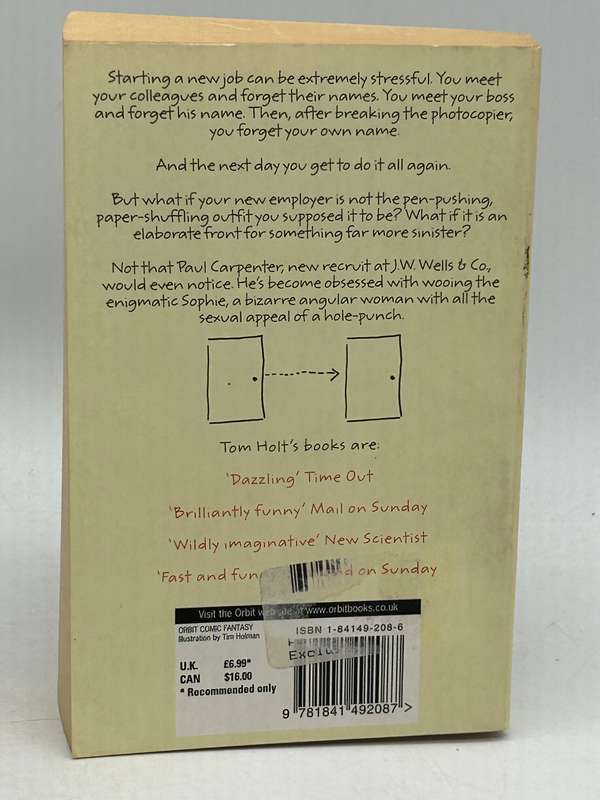 Starting a new job can be extremely stressful. You meet
your colleagues and forget their names. You meet your boss
and forget his name. Then, after breaking the photocopier,
you forget your own name.
And the next day you get to do it all again.
But what if your new employer is not the pen-pushing,
paper-shuffling outfit you supposed it to be? What if it is an
elaborate front for something far more sinister?
Not that Paul Carpenter, new recruit at J.W. Wells & Co.,
would even notice. He's become obsessed with wooing the
enigmatic Sophie, a bizarre angular woman with all the
sexual appeal of a hole-punch.
Tom Holt's books are:
'Dazzling' Time Out
'Brilliantly funny' Mail on Sunday
'Wildly imaginative' New Scientist
'Fast and on Sunday
Visit the Orbit at www.orbitbooks.co.uk
ORBIT COMIC FANTASY
Illustration by Tim Holman
ISBN 1-84149-208-6
U.K. £6.99*
CAN $16.00
* Recommended only
9 781841 492087 >